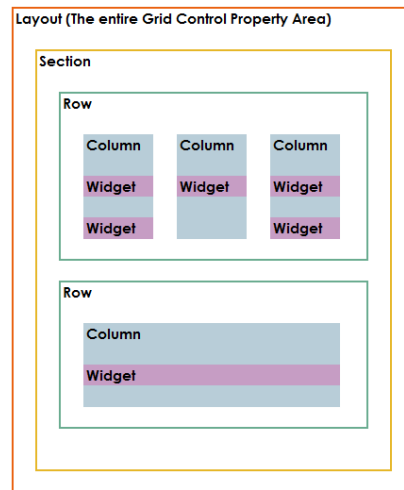 Layout (The entire Grid Control Property Area)
Section
Row
Column Column Column
Widget Widget Widget
Widget Widget
Row
Column
Widget